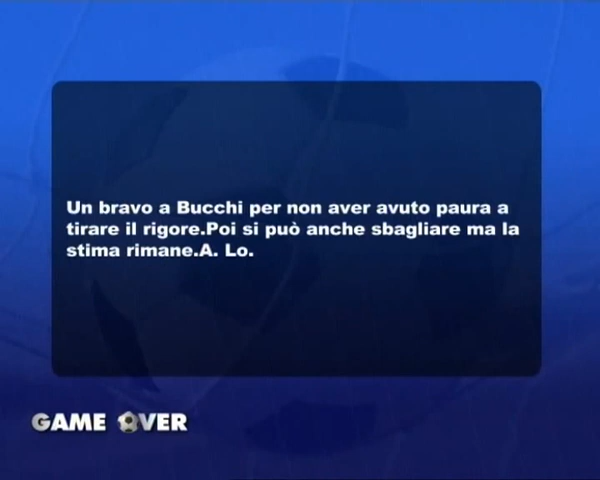 Un bravo a Bucchi per non aver avuto paura a
tirare il rigore.Poi si può anche sbagliare ma la
stima rimane.A. Lo.
GAME OVER